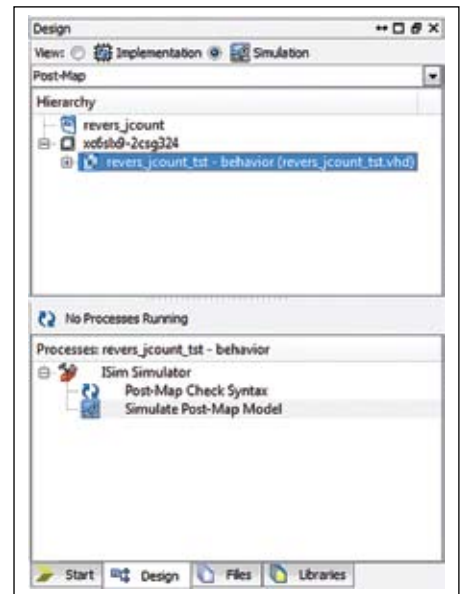 Design
View: Implementation Simulation
Post-Map
Hierarchy
revers_jcount
xc6slx9-2csg324
revers_jcount_tst - behavior (revers_jcount_tst.vhd)
No Processes Running
Processes: revers_jcount_tst - behavior
ISim Simulator
Post-Map Check Syntax
Simulate Post-Map Model
Start Design Files Libraries